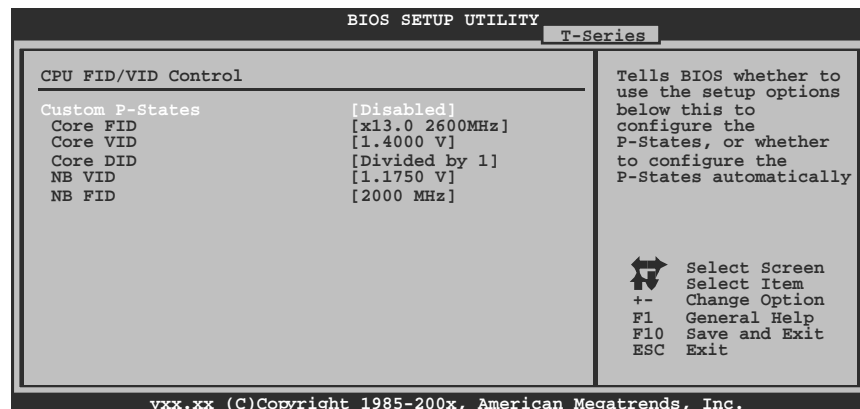 BIOS SETUP UTILITY
T-Series
CPU FID/VID Control
Custom P-States [Disabled]
Core FID [x13.0 2600MHz]
Core VID [1.4000 V]
Core DID [Divided by 1]
NB VID [1.1750 V]
NB FID [2000 MHz]
Tells BIOS whether to
use the setup options
below this to
configure the
P-States, or whether
to configure the
P-States automatically
Select Screen
Select Item
+- Change Option
F1 General Help
F10 Save and Exit
ESC Exit
vxx.xx (C)Copyright 1985-200x, American Megatrends, Inc.